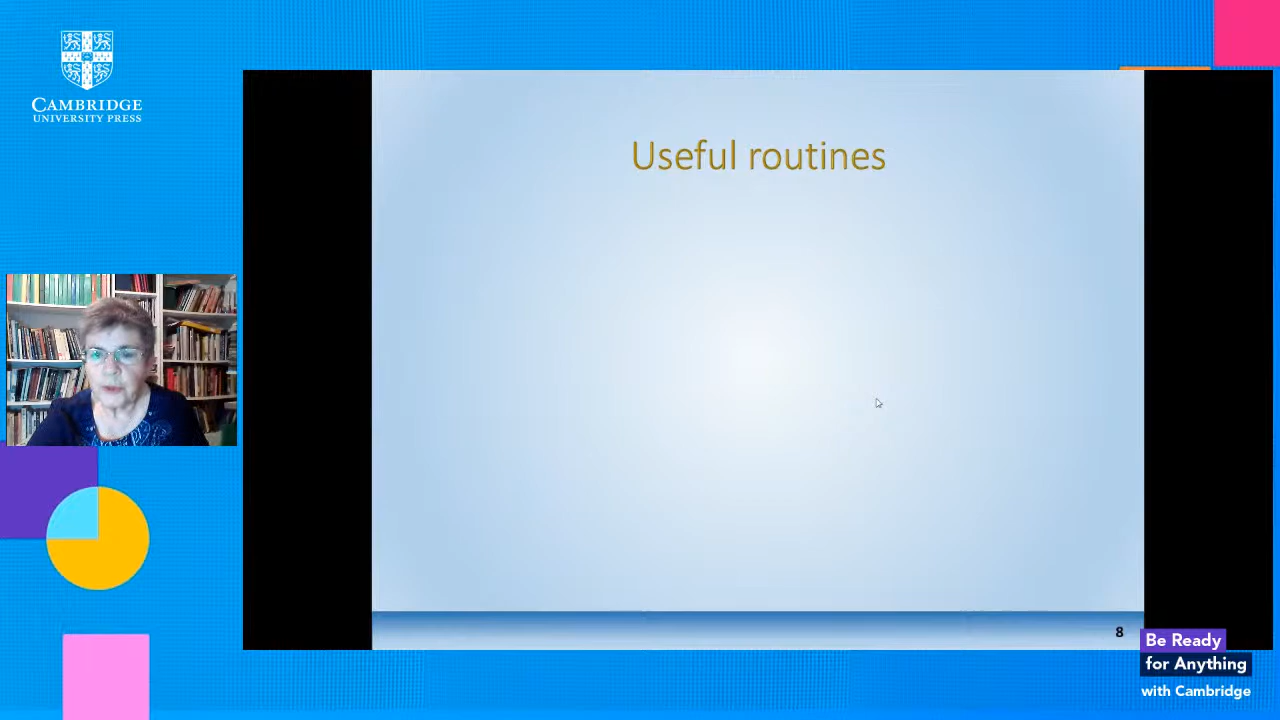 CAMBRIDGE
UNIVERSITY PRESS
Useful routines
8
Be Ready
for Anything
with Cambridge